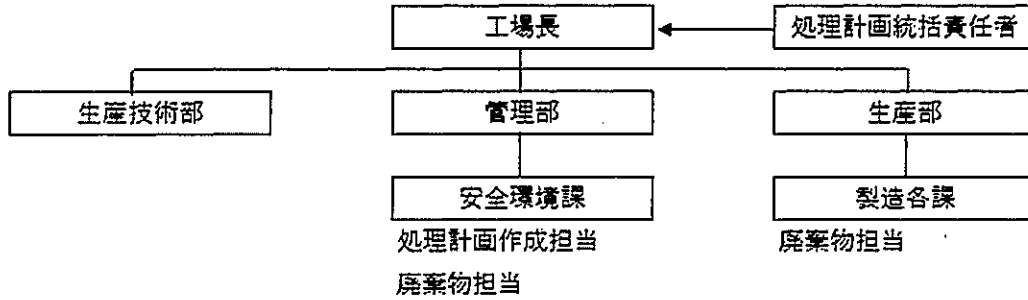 工場長
処理計画統括責任者
生産技術部
管理部
生産部
安全環境課
製造各課
処理計画作成担当
廃棄物担当
廃棄物担当